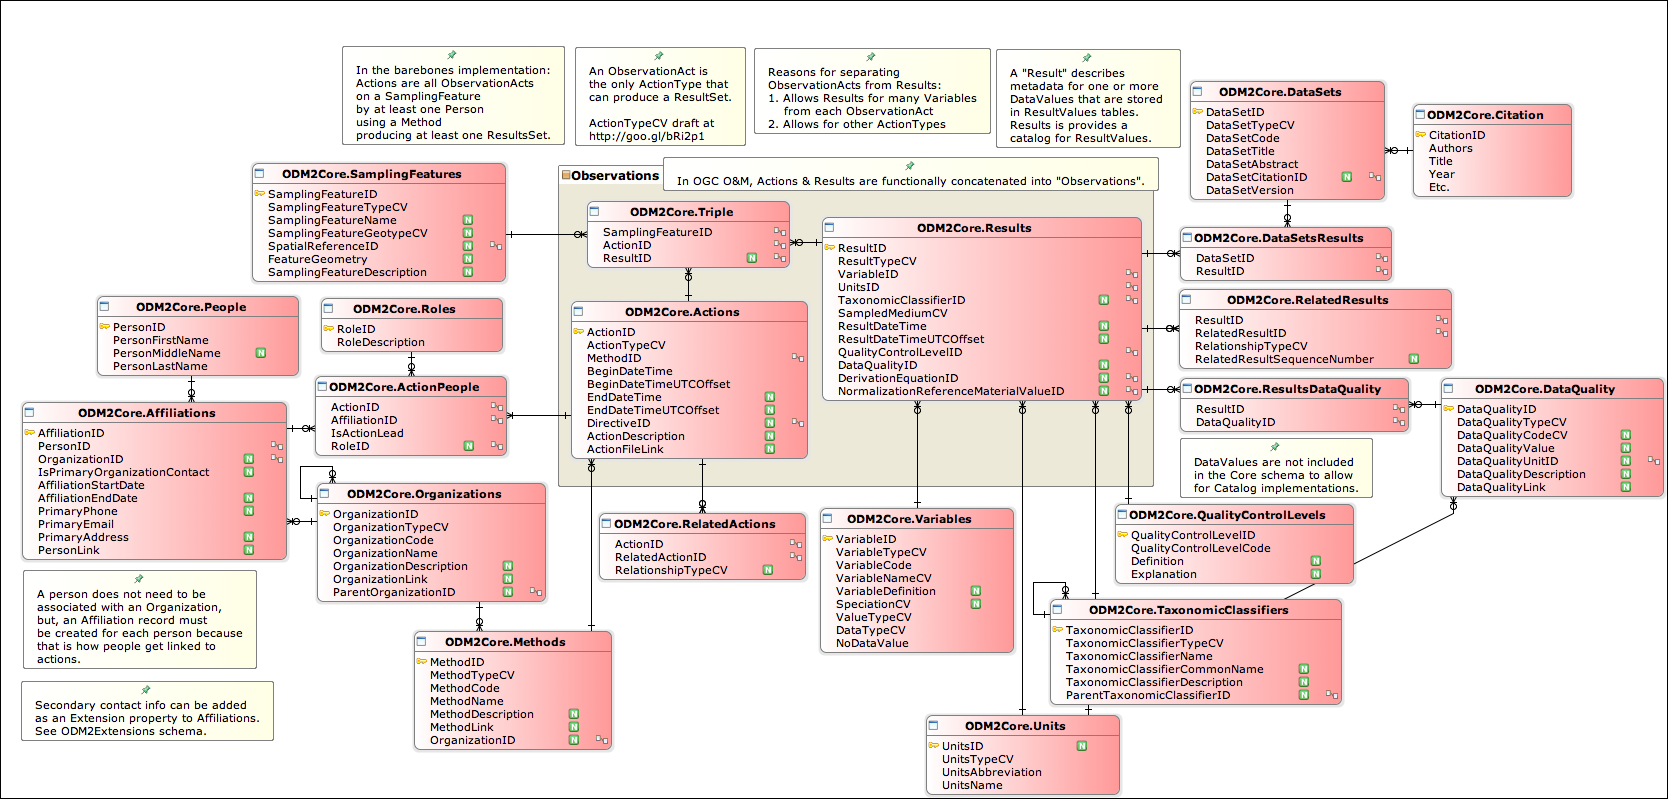 In the barebones implementation:
Actions are all ObservationActs
on a SamplingFeature
by at least one Person
using a Method
producing at least one ResultsSet.
An ObservationAct is
the only ActionType that
can produce a ResultSet.
ActionTypeCV draft at
http://goo.gl/bRi2p1
Reasons for separating
ObservationActs from Results:
1. Allows Results for many Variables
from each ObservationAct
2. Allows for other ActionTypes
A "Result" describes
metadata for one or more
DataValues that are stored
in ResultValues tables.
Results is provides a
catalog for ResultValues.
ODM2Core.DataSets
DataSetID
DataSetTypeCV
DataSetCode
DataSetTitle
DataSetAbstract
DataSetCitationID N
DataSetVersion
ODM2Core.Citation
CitationID
Authors
Title
Year
Etc.
ODM2Core.SamplingFeatures
SamplingFeatureID
SamplingFeatureTypeCV
SamplingFeatureName N
SamplingFeatureGeotypeCV N
SpatialReferenceID N
FeatureGeometry N
SamplingFeatureDescription N
Observations
In OGC O&M, Actions & Results are functionally concatenated into "Observations".
ODM2Core.Triple
SamplingFeatureID
ActionID
ResultID N
ODM2Core.Results
ResultID
ResultTypeCV
VariableID
UnitsID
TaxonomicClassifierID N
SampledMediumCV
ResultDateTime N
ResultDateTimeUTCOffset N
QualityControlLevelID
DataQualityID N
DerivationEquationID N
NormalizationReferenceMaterialValueID N
ODM2Core.DataSetsResults
DataSetID
ResultID
ODM2Core.RelatedResults
ResultID
RelatedResultID
RelationshipTypeCV
RelatedResultSequenceNumber N
ODM2Core.People
PersonID
PersonFirstName
PersonMiddleName N
PersonLastName
ODM2Core.Roles
RoleID
RoleDescription
ODM2Core.Actions
ActionID
ActionTypeCV
MethodID
BeginDateTime
BeginDateTimeUTCOffset
EndDateTime N
EndDateTimeUTCOffset N
DirectiveID N
ActionDescription N
ActionFileLink N
ODM2Core.ActionPeople
ActionID
AffiliationID
IsActionLead
RoleID N
ODM2Core.ResultsDataQuality
ResultID
DataQualityID
ODM2Core.DataQuality
DataQualityID
DataQualityTypeCV
DataQualityCodeCV N
DataQualityValue N
DataQualityUnitID N
DataQualityDescription N
DataQualityLink N
ODM2Core.Affiliations
AffiliationID
PersonID
OrganizationID N
IsPrimaryOrganizationContact N
AffiliationStartDate
AffiliationEndDate N
PrimaryPhone N
PrimaryEmail
PrimaryAddress N
PersonLink N
DataValues are not included
in the Core schema to allow
for Catalog implementations.
ODM2Core.Organizations
OrganizationID
OrganizationTypeCV
OrganizationCode
OrganizationName
OrganizationDescription N
OrganizationLink N
ParentOrganizationID N
ODM2Core.RelatedActions
ActionID
RelatedActionID
RelationshipTypeCV N
ODM2Core.Variables
VariableID
VariableTypeCV
VariableCode
VariableNameCV
VariableDefinition N
SpeciationCV N
ValueTypeCV
DataTypeCV
NoDataValue
ODM2Core.QualityControlLevels
QualityControlLevelID
QualityControlLevelCode
Definition N
Explanation N
A person does not need to be
associated with an Organization,
but, an Affiliation record must
be created for each person because
that is how people get linked to
actions.
ODM2Core.TaxonomicClassifiers
TaxonomicClassifierID
TaxonomicClassifierTypeCV
TaxonomicClassifierName
TaxonomicClassifierCommonName N
TaxonomicClassifierDescription N
ParentTaxonomicClassifierID N
ODM2Core.Methods
MethodID
MethodTypeCV
MethodCode
MethodName
MethodDescription N
MethodLink N
OrganizationID N
Secondary contact info can be added
as an Extension property to Affiliations.
See ODM2Extensions schema.
ODM2Core.Units
UnitsID N
UnitsTypeCV
UnitsAbbreviation
UnitsName